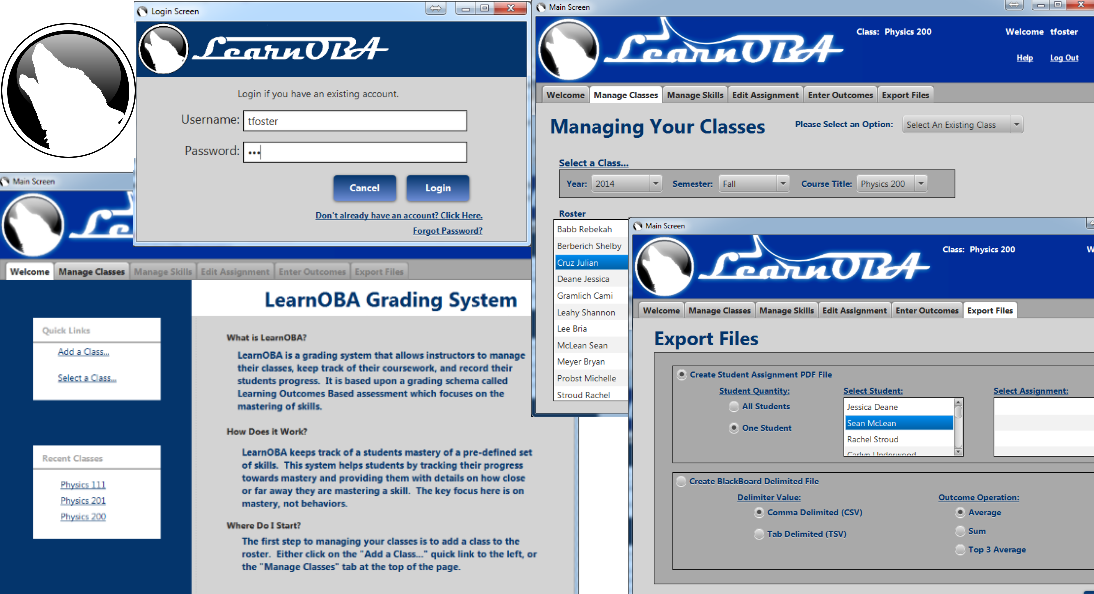 Login Screen
LearnOBA
Login if you have an existing account.
Username: tfoster
Password: •••
Cancel Login
Don't already have an account? Click Here.
Forgot Password?
Main Screen
Welcome Manage Classes Manage Skills Edit Assignment Enter Outcomes Export Files
LearnOBA Grading System
Quick Links
Add a Class...
Select a Class...
Recent Classes
Physics 111
Physics 201
Physics 200
What is LearnOBA?
LearnOBA is a grading system that allows instructors to manage
their classes, keep track of their coursework, and record their
students progress. It is based upon a grading schema called
Learning Outcomes Based assessment which focuses on the
mastering of skills.
How Does it Work?
LearnOBA keeps track of a students mastery of a pre-defined set
of skills. This system helps students by tracking their progress
towards mastery and providing them with details on how close
or far away they are mastering a skill. The key focus here is on
mastery, not behaviors.
Where Do I Start?
The first step to managing your classes is to add a class to the
roster. Either click on the "Add a Class..." quick link to the left, or
the "Manage Classes" tab at the top of the page.
Main Screen
LearnOBA
Class: Physics 200 Welcome tfoster
Help Log Out
Welcome Manage Classes Manage Skills Edit Assignment Enter Outcomes Export Files
Managing Your Classes Please Select an Option: Select An Existing Class
Select a Class...
Year: 2014 Semester: Fall Course Title: Physics 200
Roster
Babb Rebekah
Berberich Shelby
Cruz Julian
Deane Jessica
Gramlich Cami
Leahy Shannon
Lee Bria
McLean Sean
Meyer Bryan
Probst Michelle
Stroud Rachel
Main Screen
LearnOBA
Class: Physics 200
Welcome Manage Classes Manage Skills Edit Assignment Enter Outcomes Export Files
Export Files
Create Student Assignment PDF File
Student Quantity: Select Student: Select Assignment:
All Students
One Student
Jessica Deane
Sean McLean
Rachel Stroud
Create BlackBoard Delimited File
Delimiter Value: Outcome Operation:
Comma Delimited (CSV) Average
Tab Delimited (TSV) Sum
Top 3 Average